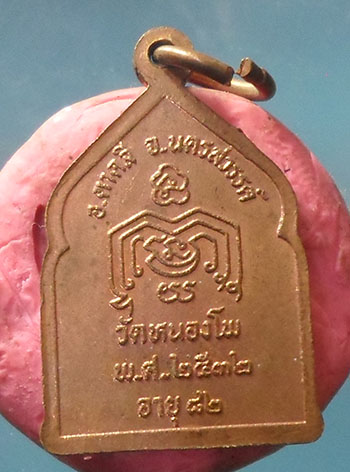 อ.ตาคลี จ.นครสวรรค์
วัดหนองโพ
พ.ศ.๒๕๓๒
อายุ ๘๒